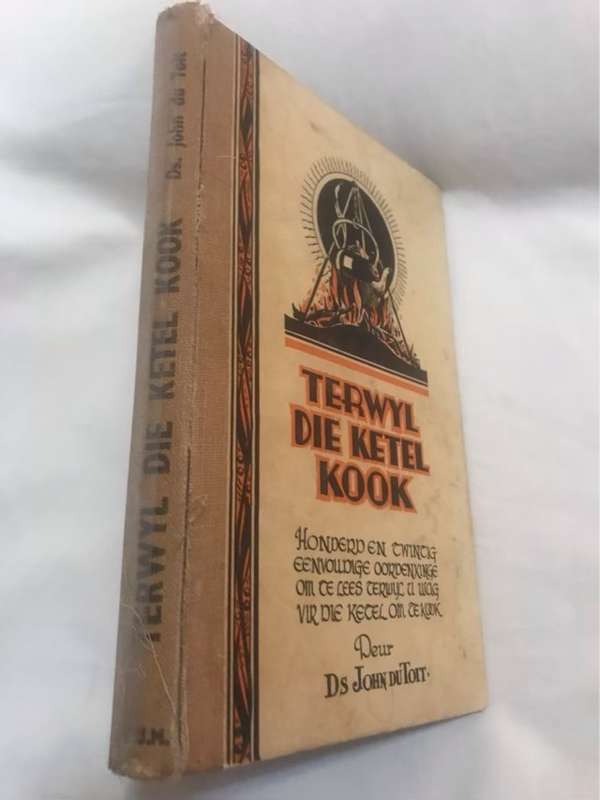 TERWYL DIE KETEL KOOK Ds. John du Toit
J.M.
TERWYL
DIE KETEL
KOOK
HONDERD EN TWINTIG
EENVOUDIGE OORDENKINGE
OM TE LEES TERWYL U WAG
VIR DIE KETEL OM TE KOOK
Deur
DS JOHN DU TOIT.